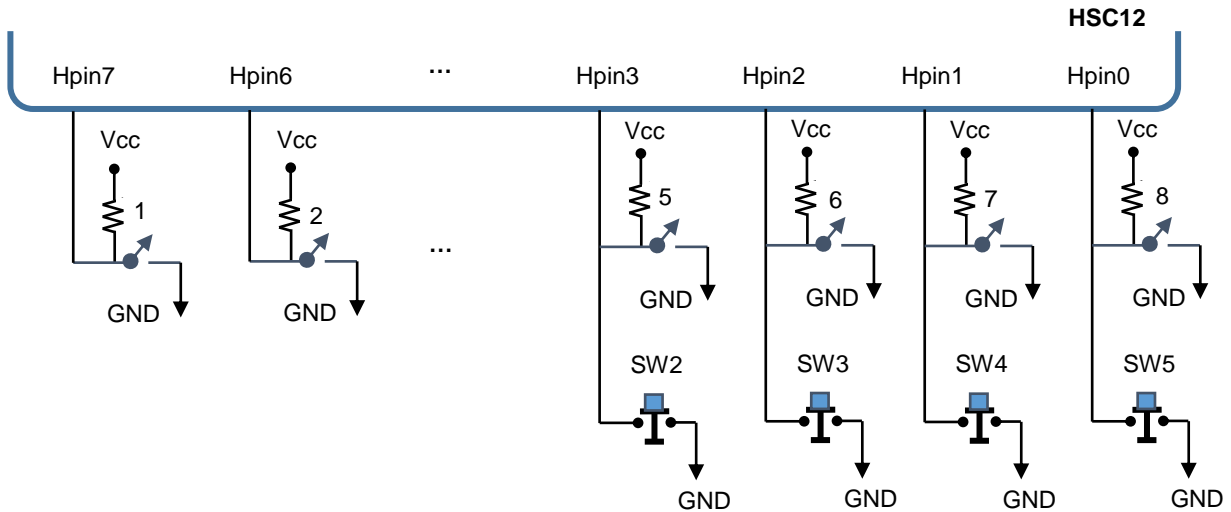 HSC12
Hpin7 Hpin6 ... Hpin3 Hpin2 Hpin1 Hpin0
Vcc Vcc Vcc Vcc Vcc Vcc
1 2 5 6 7 8
...
GND GND GND GND GND GND
SW2 SW3 SW4 SW5
GND GND GND GND